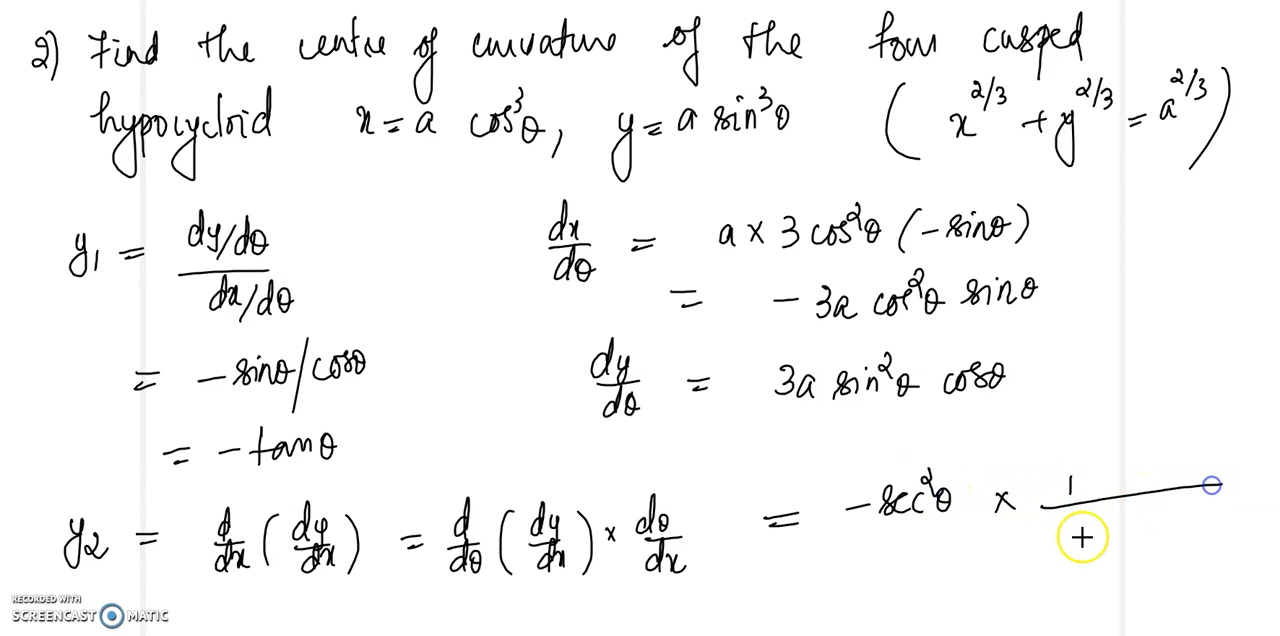 2) Find the centre of curvature of the four cusped
hypocycloid x = a cos³θ, y = a sin³θ ( x^{2/3} + y^{2/3} = a^{2/3} )
y₁ = (dy/dθ)/(dx/dθ) dx/dθ = a × 3 cos²θ (-sinθ)
= - 3a cos²θ sinθ
= - sinθ/cosθ dy/dθ = 3a sin²θ cosθ
= - tanθ
y₂ = d/dx (dy/dx) = d/dθ (dy/dx) × dθ/dx = - sec²θ × 1/
RECORDED WITH
SCREENCAST MATIC